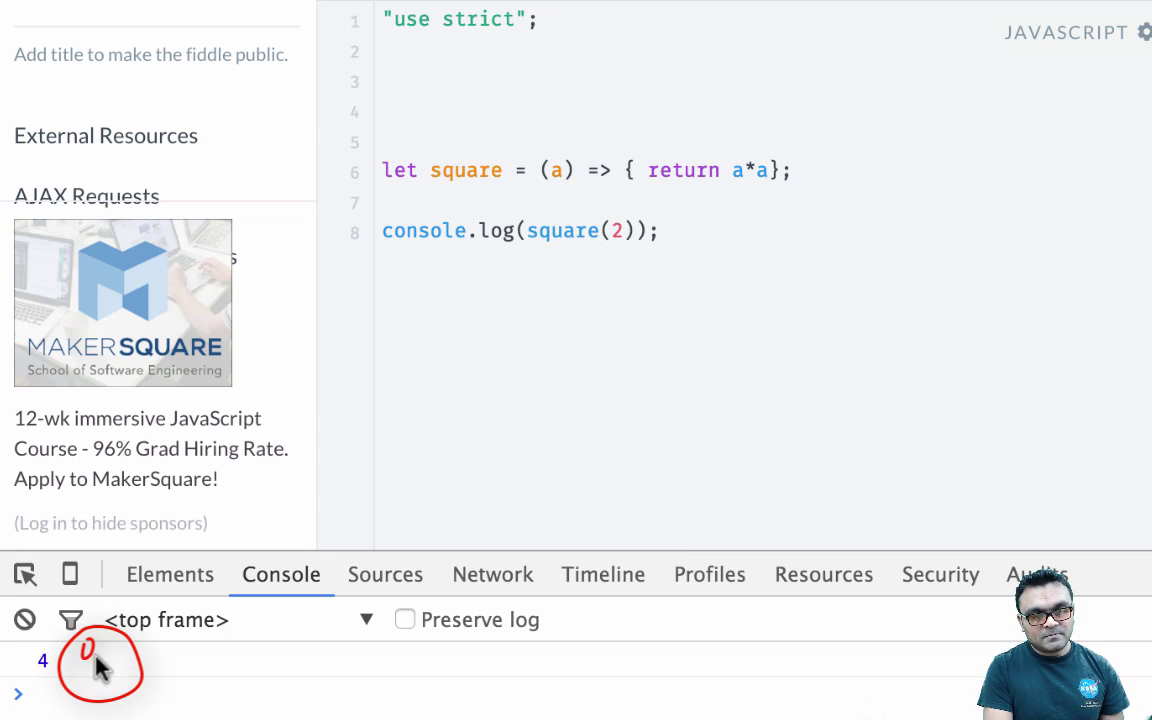 Add title to make the fiddle public.
External Resources
AJAX Requests
s
MAKERSQUARE
School of Software Engineering
12-wk immersive JavaScript
Course - 96% Grad Hiring Rate.
Apply to MakerSquare!
(Log in to hide sponsors)
JAVASCRIPT
1 "use strict";
2
3
4
5
6 let square = (a) => { return a*a};
7
8 console.log(square(2));
Elements Console Sources Network Timeline Profiles Resources Security Audits
<top frame> ▼ Preserve log
4
>